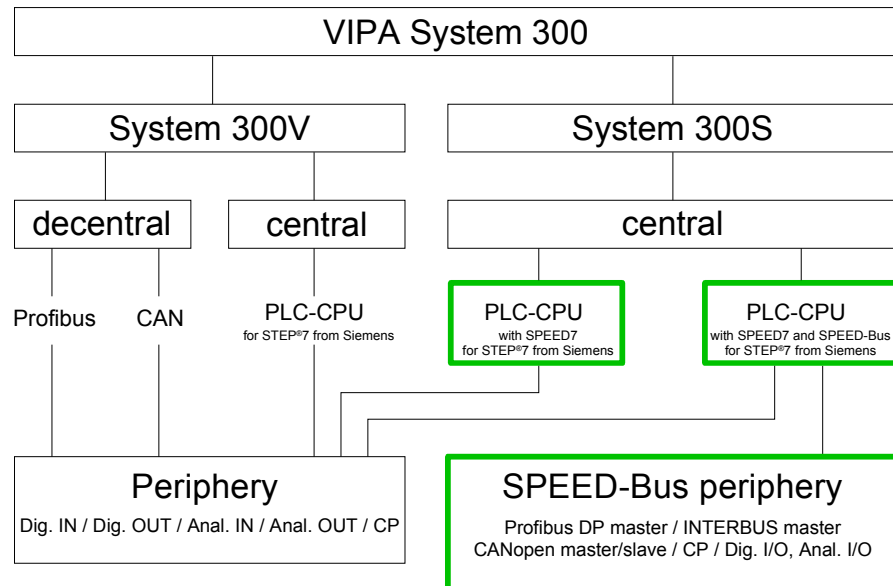 VIPA System 300
System 300V
System 300S
decentral
central
central
Profibus
CAN
PLC-CPU
for STEP®7 from Siemens
PLC-CPU
with SPEED7
for STEP®7 from Siemens
PLC-CPU
with SPEED7 and SPEED-Bus
for STEP®7 from Siemens
Periphery
Dig. IN / Dig. OUT / Anal. IN / Anal. OUT / CP
SPEED-Bus periphery
Profibus DP master / INTERBUS master
CANopen master/slave / CP / Dig. I/O, Anal. I/O